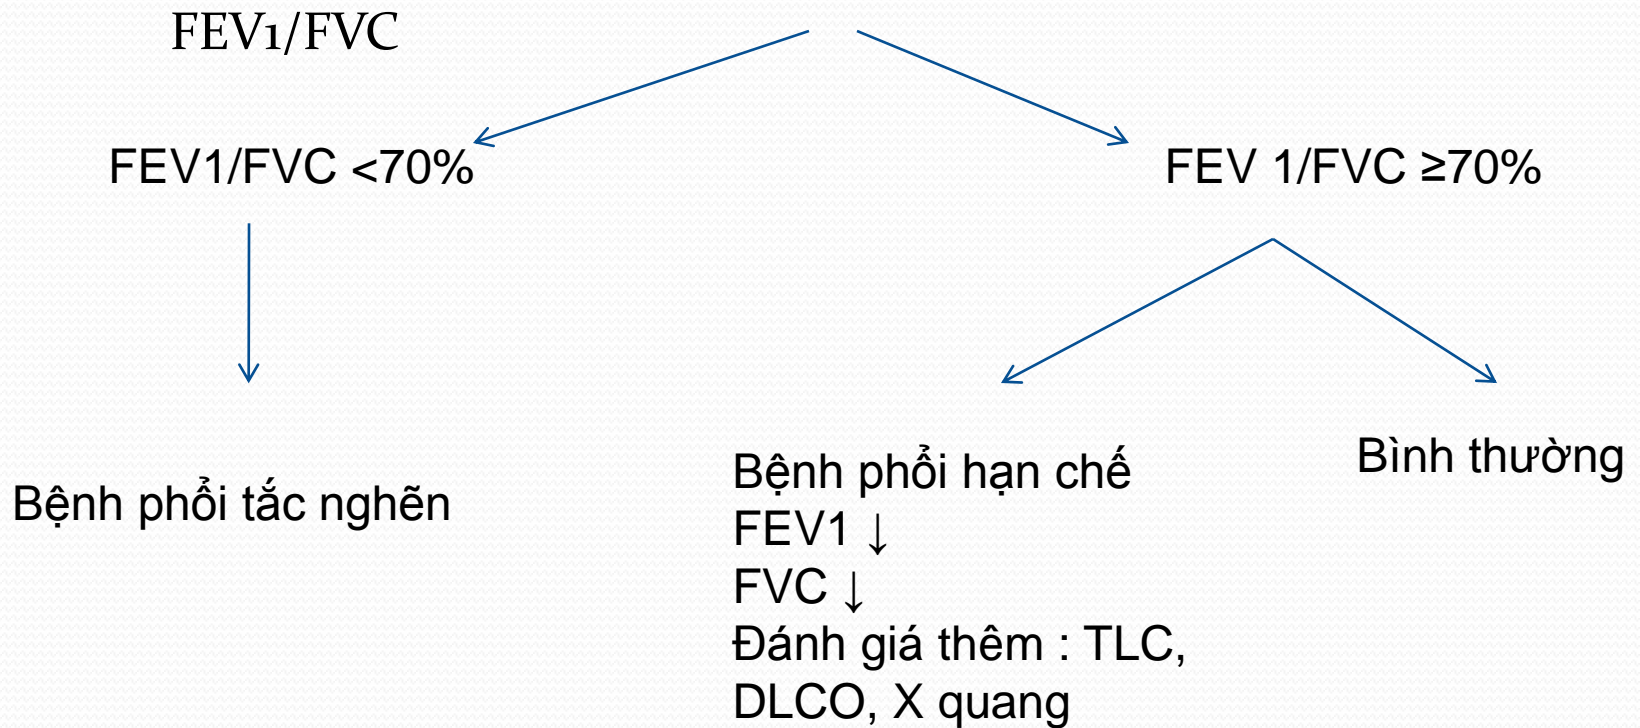 FEV1/FVC
FEV1/FVC <70%
FEV 1/FVC ≥70%
Bệnh phổi tắc nghẽn
Bệnh phổi hạn chế
FEV1 ↓
FVC ↓
Đánh giá thêm : TLC,
DLCO, X quang
Bình thường